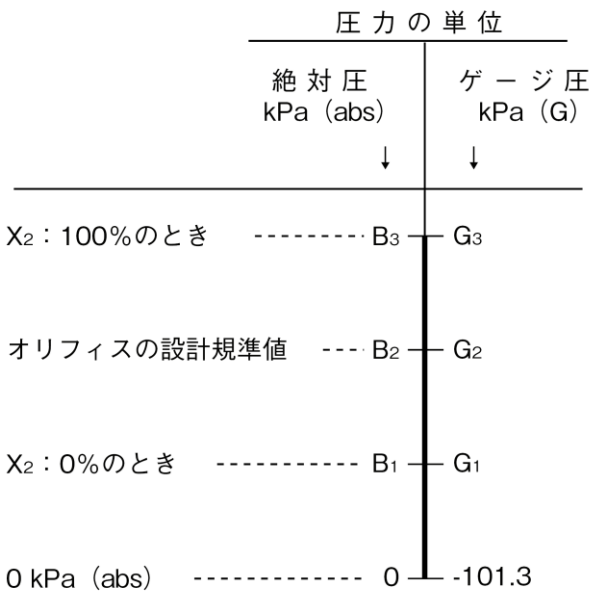 圧力の単位
絶対圧 ゲージ圧
kPa（abs） kPa（G）
↓ ↓
X₂：100%のとき B₃ G₃
オリフィスの設計規準値 B₂ G₂
X₂：0%のとき B₁ G₁
0 kPa（abs） 0 -101.3